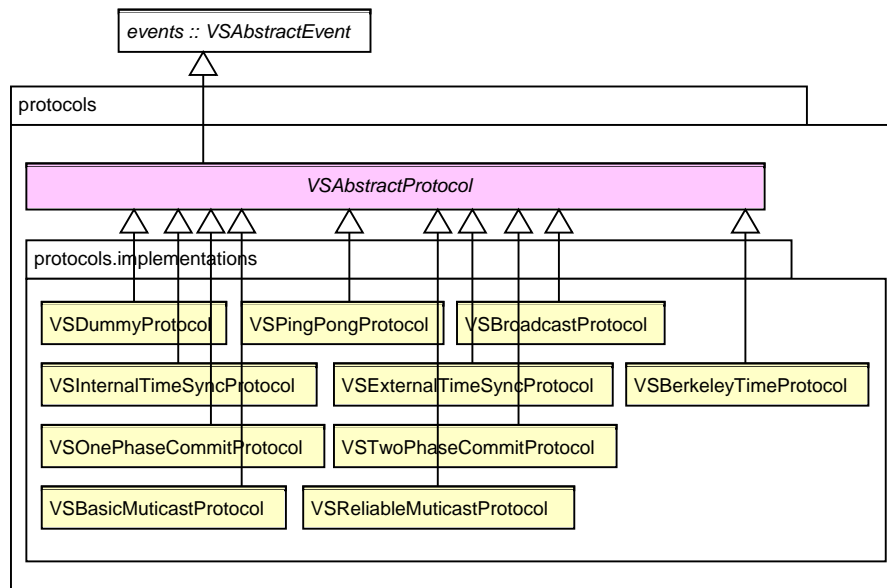 events :: VSAbstractEvent
protocols
VSAbstractProtocol
protocols.implementations
VSDummyProtocol
VSPingPongProtocol
VSBroadcastProtocol
VSInternalTimeSyncProtocol
VSExternalTimeSyncProtocol
VSBerkeleyTimeProtocol
VSOnePhaseCommitProtocol
VSTwoPhaseCommitProtocol
VSBasicMuticastProtocol
VSReliableMuticastProtocol